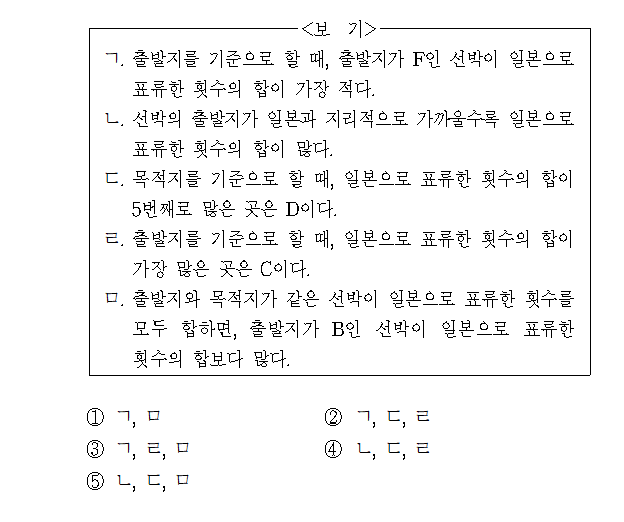 <보 기>
ㄱ. 출발지를 기준으로 할 때, 출발지가 F인 선박이 일본으로
표류한 횟수의 합이 가장 적다.
ㄴ. 선박의 출발지가 일본과 지리적으로 가까울수록 일본으로
표류한 횟수의 합이 많다.
ㄷ. 목적지를 기준으로 할 때, 일본으로 표류한 횟수의 합이
5번째로 많은 곳은 D이다.
ㄹ. 출발지를 기준으로 할 때, 일본으로 표류한 횟수의 합이
가장 많은 곳은 C이다.
ㅁ. 출발지와 목적지가 같은 선박이 일본으로 표류한 횟수를
모두 합하면, 출발지가 B인 선박이 일본으로 표류한
횟수의 합보다 많다.
① ㄱ, ㅁ ② ㄱ, ㄷ, ㄹ
③ ㄱ, ㄹ, ㅁ ④ ㄴ, ㄷ, ㄹ
⑤ ㄴ, ㄷ, ㅁ